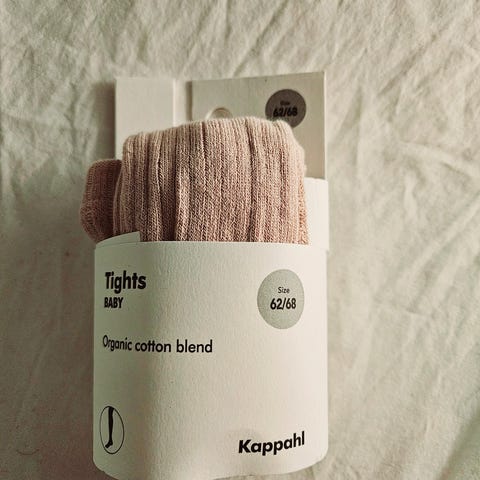 Size
62/68
Tights
BABY
Size
62/68
Organic cotton blend
Kappahl